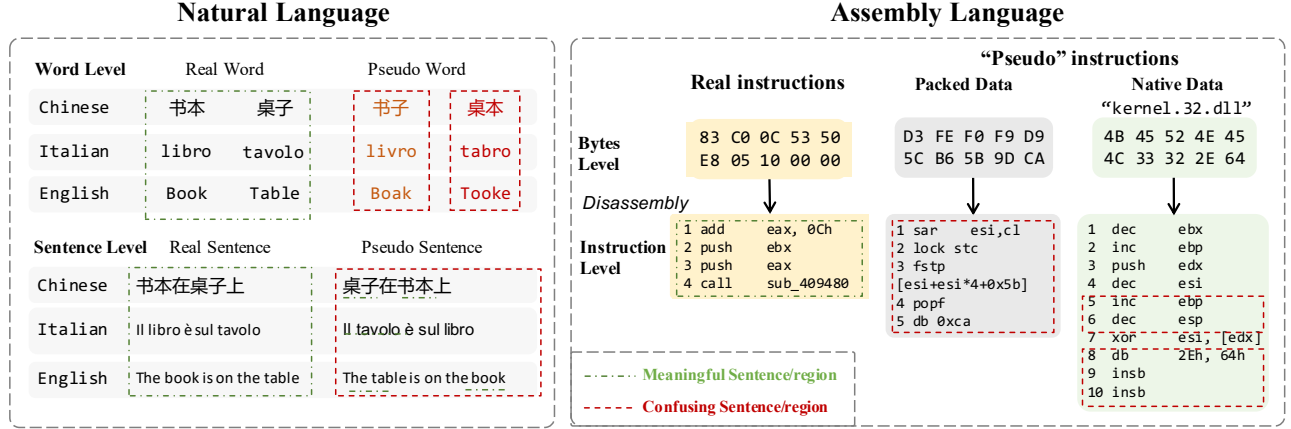 Natural Language
Word Level Real Word Pseudo Word
Chinese 书本 桌子 书子 桌本
Italian libro tavolo livro tabro
English Book Table Boak Tooke
Sentence Level Real Sentence Pseudo Sentence
Chinese 书本在桌子上 桌子在书本上
Italian Il libro è sul tavolo Il tavolo è sul libro
English The book is on the table The table is on the book
Assembly Language
“Pseudo” instructions
Real instructions Packed Data Native Data
“kernel.32.dll”
Bytes Level
83 C0 0C 53 50
E8 05 10 00 00
D3 FE F0 F9 D9
5C B6 5B 9D CA
4B 45 52 4E 45
4C 33 32 2E 64
Disassembly
Instruction Level
1 add eax, 0Ch
2 push ebx
3 push eax
4 call sub_409480
1 sar esi,cl
2 lock stc
3 fstp
[esi+esi*4+0x5b]
4 popf
5 db 0xca
1 dec ebx
2 inc ebp
3 push edx
4 dec esi
5 inc ebp
6 dec esp
7 xor esi, [edx]
8 db 2Eh, 64h
9 insb
10 insb
Meaningful Sentence/region
Confusing Sentence/region